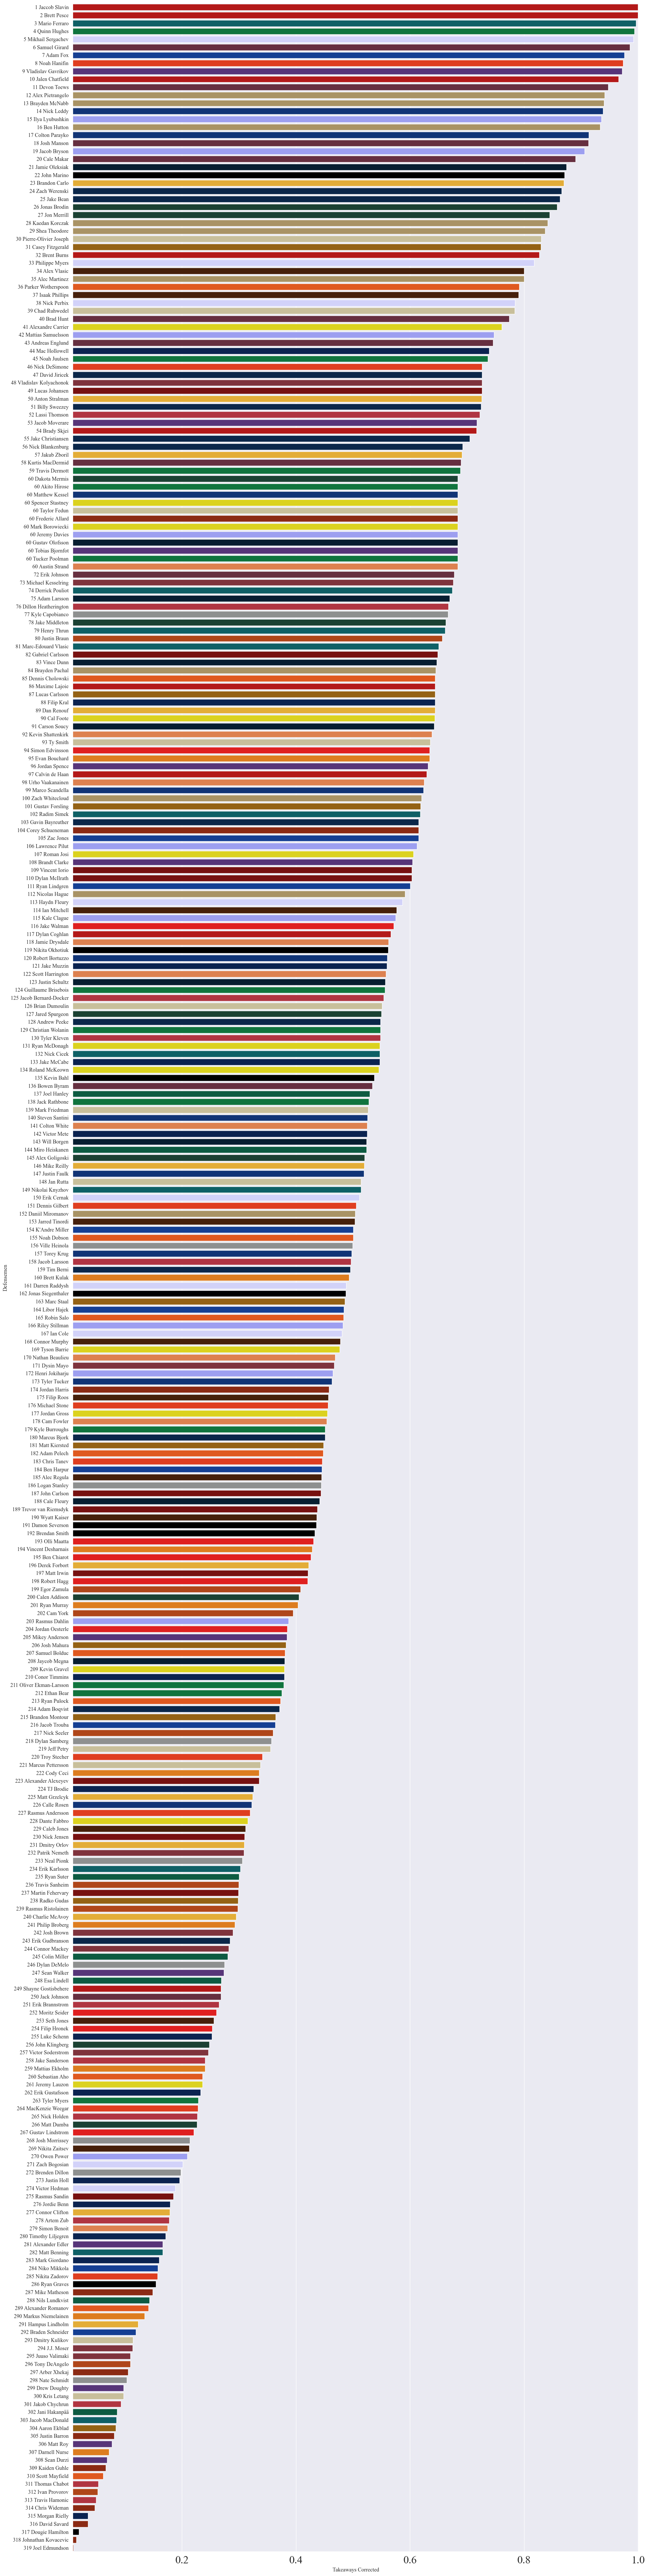 1 Jaccob Slavin
2 Brett Pesce
3 Mario Ferraro
4 Quinn Hughes
5 Mikhail Sergachev
6 Samuel Girard
7 Adam Fox
8 Noah Hanifin
9 Vladislav Gavrikov
10 Jalen Chatfield
11 Devon Toews
12 Alex Pietrangelo
13 Brayden McNabb
14 Nick Leddy
15 Ilya Lyubushkin
16 Ben Hutton
17 Colton Parayko
18 Josh Manson
19 Jacob Bryson
20 Cale Makar
21 Jamie Oleksiak
22 John Marino
23 Brandon Carlo
24 Zach Werenski
25 Jake Bean
26 Jonas Brodin
27 Jon Merrill
28 Kaedan Korczak
29 Shea Theodore
30 Pierre-Olivier Joseph
31 Casey Fitzgerald
32 Brent Burns
33 Philippe Myers
34 Alex Vlasic
35 Alec Martinez
36 Parker Wotherspoon
37 Isaak Phillips
38 Nick Perbix
39 Chad Ruhwedel
40 Brad Hunt
41 Alexandre Carrier
42 Mattias Samuelsson
43 Andreas Englund
44 Mac Hollowell
45 Noah Juulsen
46 Nick DeSimone
47 David Jiricek
48 Vladislav Kolyachonok
49 Lucas Johansen
50 Anton Stralman
51 Billy Sweezey
52 Lassi Thomson
53 Jacob Moverare
54 Brady Skjei
55 Jake Christiansen
56 Nick Blankenburg
57 Jakub Zboril
58 Kurtis MacDermid
59 Travis Dermott
60 Dakota Mermis
60 Akito Hirose
60 Matthew Kessel
60 Spencer Stastney
60 Taylor Fedun
60 Frederic Allard
60 Mark Borowiecki
60 Jeremy Davies
60 Gustav Olofsson
60 Tobias Bjornfot
60 Tucker Poolman
60 Austin Strand
72 Erik Johnson
73 Michael Kesselring
74 Derrick Pouliot
75 Adam Larsson
76 Dillon Heatherington
77 Kyle Capobianco
78 Jake Middleton
79 Henry Thrun
80 Justin Braun
81 Marc-Edouard Vlasic
82 Gabriel Carlsson
83 Vince Dunn
84 Brayden Pachal
85 Dennis Cholowski
86 Maxime Lajoie
87 Lucas Carlsson
88 Filip Kral
89 Dan Renouf
90 Cal Foote
91 Carson Soucy
92 Kevin Shattenkirk
93 Ty Smith
94 Simon Edvinsson
95 Evan Bouchard
96 Jordan Spence
97 Calvin de Haan
98 Urho Vaakanainen
99 Marco Scandella
100 Zach Whitecloud
101 Gustav Forsling
102 Radim Simek
103 Gavin Bayreuther
104 Corey Schueneman
105 Zac Jones
106 Lawrence Pilut
107 Roman Josi
108 Brandt Clarke
109 Vincent Iorio
110 Dylan McIlrath
111 Ryan Lindgren
112 Nicolas Hague
113 Haydn Fleury
114 Ian Mitchell
115 Kale Clague
116 Jake Walman
117 Dylan Coghlan
118 Jamie Drysdale
119 Nikita Okhotiuk
120 Robert Bortuzzo
121 Jake Muzzin
122 Scott Harrington
123 Justin Schultz
124 Guillaume Brisebois
125 Jacob Bernard-Docker
126 Brian Dumoulin
127 Jared Spurgeon
128 Andrew Peeke
129 Christian Wolanin
130 Tyler Kleven
131 Ryan McDonagh
132 Nick Cicek
133 Jake McCabe
134 Roland McKeown
135 Kevin Bahl
136 Bowen Byram
137 Joel Hanley
138 Jack Rathbone
139 Mark Friedman
140 Steven Santini
141 Colton White
142 Victor Mete
143 Will Borgen
144 Miro Heiskanen
145 Alex Goligoski
146 Mike Reilly
147 Justin Faulk
148 Jan Rutta
149 Nikolai Knyzhov
150 Erik Cernak
151 Dennis Gilbert
152 Daniil Miromanov
153 Jarred Tinordi
154 K'Andre Miller
155 Noah Dobson
156 Ville Heinola
157 Torey Krug
158 Jacob Larsson
159 Tim Berni
160 Brett Kulak
161 Darren Raddysh
162 Jonas Siegenthaler
163 Marc Staal
164 Libor Hajek
165 Robin Salo
166 Riley Stillman
167 Ian Cole
168 Connor Murphy
169 Tyson Barrie
170 Nathan Beaulieu
171 Dysin Mayo
172 Henri Jokiharju
173 Tyler Tucker
174 Jordan Harris
175 Filip Roos
176 Michael Stone
177 Jordan Gross
178 Cam Fowler
179 Kyle Burroughs
180 Marcus Bjork
181 Matt Kiersted
182 Adam Pelech
183 Chris Tanev
184 Ben Harpur
185 Alec Regula
186 Logan Stanley
187 John Carlson
188 Cale Fleury
189 Trevor van Riemsdyk
190 Wyatt Kaiser
191 Damon Severson
192 Brendan Smith
193 Olli Maatta
194 Vincent Desharnais
195 Ben Chiarot
196 Derek Forbort
197 Matt Irwin
198 Robert Hagg
199 Egor Zamula
200 Calen Addison
201 Ryan Murray
202 Cam York
203 Rasmus Dahlin
204 Jordan Oesterle
205 Mikey Anderson
206 Josh Mahura
207 Samuel Bolduc
208 Jaycob Megna
209 Kevin Gravel
210 Conor Timmins
211 Oliver Ekman-Larsson
212 Ethan Bear
213 Ryan Pulock
214 Adam Boqvist
215 Brandon Montour
216 Jacob Trouba
217 Nick Seeler
218 Dylan Samberg
219 Jeff Petry
220 Troy Stecher
221 Marcus Pettersson
222 Cody Ceci
223 Alexander Alexeyev
224 TJ Brodie
225 Matt Grzelcyk
226 Calle Rosen
227 Rasmus Andersson
228 Dante Fabbro
229 Caleb Jones
230 Nick Jensen
231 Dmitry Orlov
232 Patrik Nemeth
233 Neal Pionk
234 Erik Karlsson
235 Ryan Suter
236 Travis Sanheim
237 Martin Fehervary
238 Radko Gudas
239 Rasmus Ristolainen
240 Charlie McAvoy
241 Philip Broberg
242 Josh Brown
243 Erik Gudbranson
244 Connor Mackey
245 Colin Miller
246 Dylan DeMelo
247 Sean Walker
248 Esa Lindell
249 Shayne Gostisbehere
250 Jack Johnson
251 Erik Brannstrom
252 Moritz Seider
253 Seth Jones
254 Filip Hronek
255 Luke Schenn
256 John Klingberg
257 Victor Soderstrom
258 Jake Sanderson
259 Mattias Ekholm
260 Sebastian Aho
261 Jeremy Lauzon
262 Erik Gustafsson
263 Tyler Myers
264 MacKenzie Weegar
265 Nick Holden
266 Matt Dumba
267 Gustav Lindstrom
268 Josh Morrissey
269 Nikita Zaitsev
270 Owen Power
271 Zach Bogosian
272 Brenden Dillon
273 Justin Holl
274 Victor Hedman
275 Rasmus Sandin
276 Jordie Benn
277 Connor Clifton
278 Artem Zub
279 Simon Benoit
280 Timothy Liljegren
281 Alexander Edler
282 Matt Benning
283 Mark Giordano
284 Niko Mikkola
285 Nikita Zadorov
286 Ryan Graves
287 Mike Matheson
288 Nils Lundkvist
289 Alexander Romanov
290 Markus Niemelainen
291 Hampus Lindholm
292 Braden Schneider
293 Dmitry Kulikov
294 J.J. Moser
295 Juuso Valimaki
296 Tony DeAngelo
297 Arber Xhekaj
298 Nate Schmidt
299 Drew Doughty
300 Kris Letang
301 Jakob Chychrun
302 Jani Hakanpää
303 Jacob MacDonald
304 Aaron Ekblad
305 Justin Barron
306 Matt Roy
307 Darnell Nurse
308 Sean Durzi
309 Kaiden Guhle
310 Scott Mayfield
311 Thomas Chabot
312 Ivan Provorov
313 Travis Hamonic
314 Chris Wideman
315 Morgan Rielly
316 David Savard
317 Dougie Hamilton
318 Johnathan Kovacevic
319 Joel Edmundson
Defensemen
0.2 0.4 0.6 0.8 1.0
Takeaways Corrected